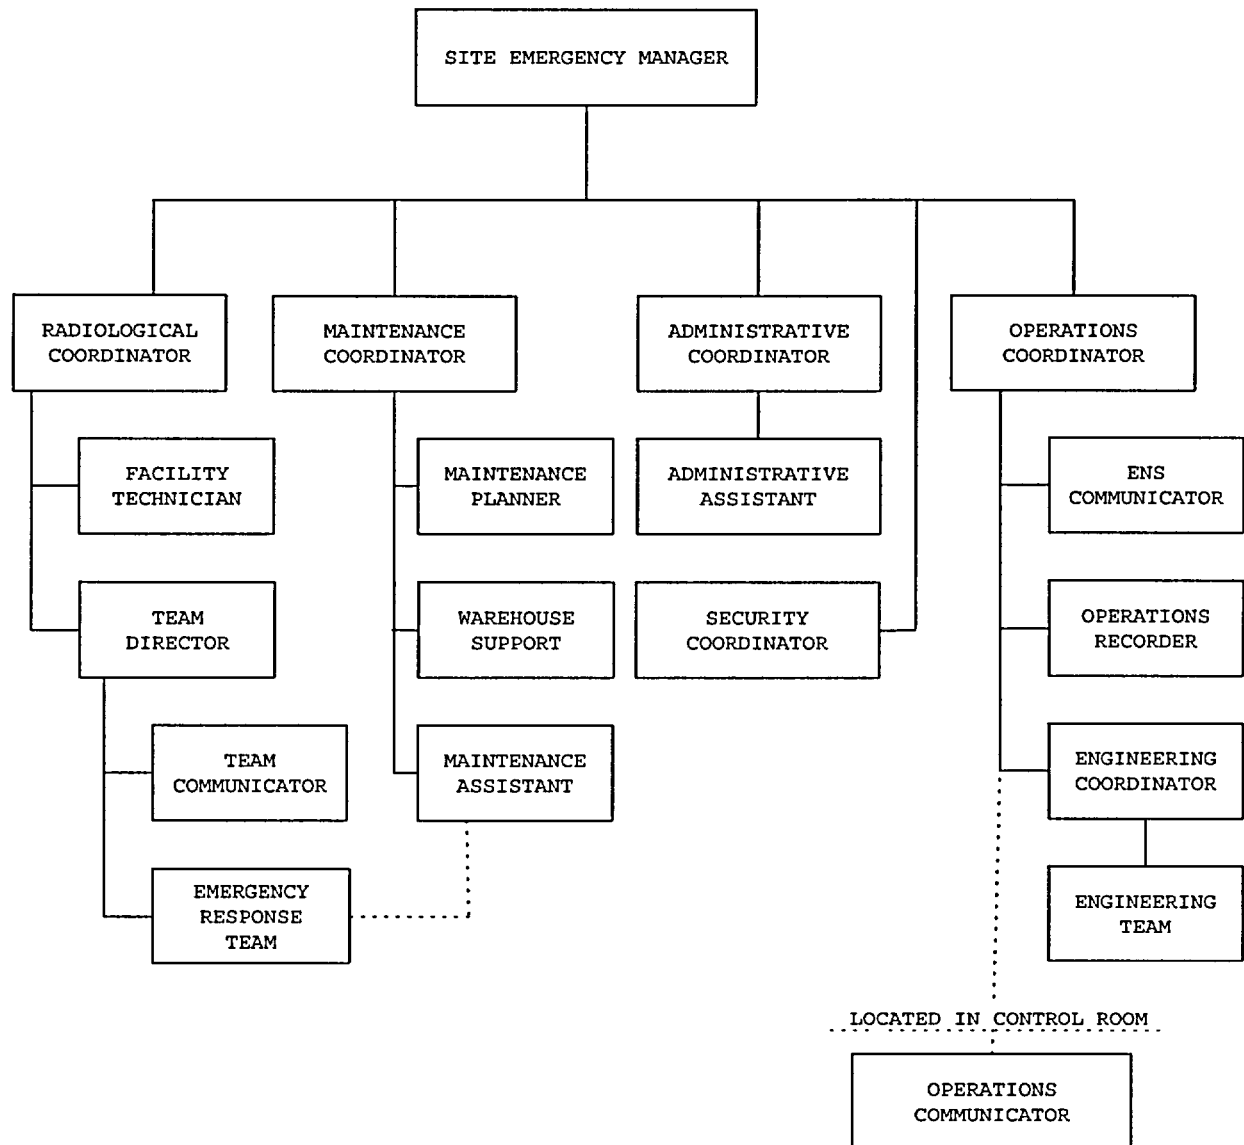 SITE EMERGENCY MANAGER
RADIOLOGICAL
COORDINATOR
MAINTENANCE
COORDINATOR
ADMINISTRATIVE
COORDINATOR
OPERATIONS
COORDINATOR
FACILITY
TECHNICIAN
MAINTENANCE
PLANNER
ADMINISTRATIVE
ASSISTANT
ENS
COMMUNICATOR
TEAM
DIRECTOR
WAREHOUSE
SUPPORT
SECURITY
COORDINATOR
OPERATIONS
RECORDER
TEAM
COMMUNICATOR
MAINTENANCE
ASSISTANT
ENGINEERING
COORDINATOR
EMERGENCY
RESPONSE
TEAM
ENGINEERING
TEAM
LOCATED IN CONTROL ROOM
OPERATIONS
COMMUNICATOR